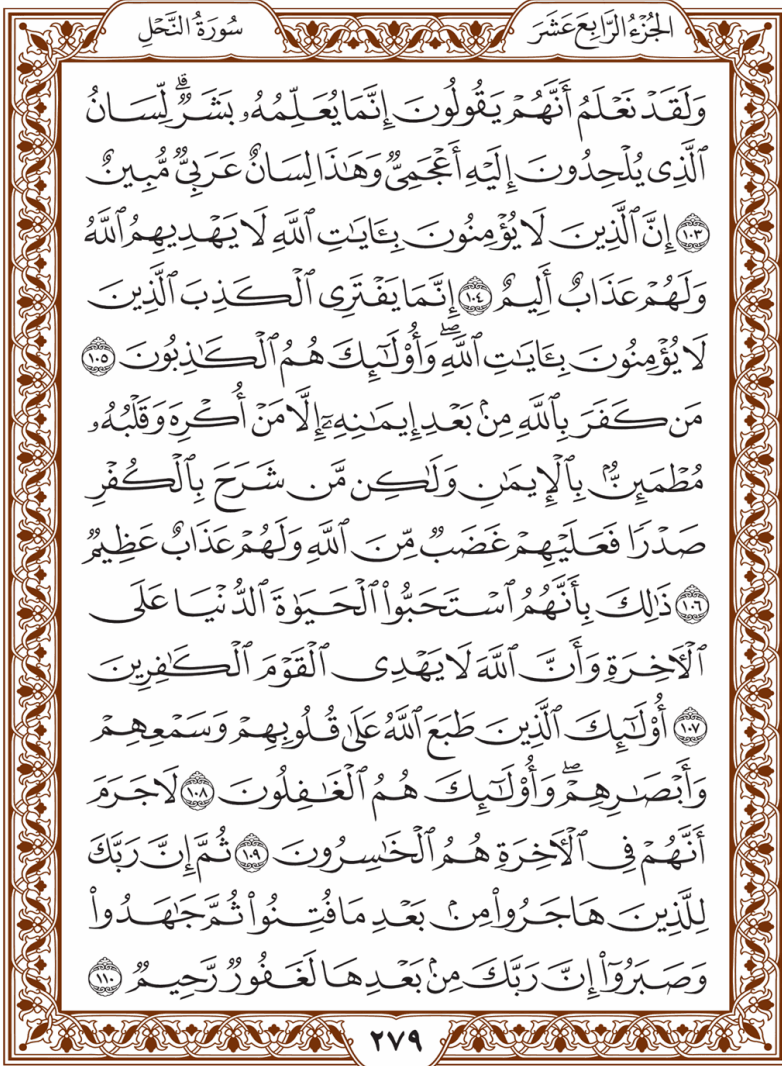 الجُزْءُ الرَّابِعَ عَشَرَ
سُورَةُ النَّحْلِ
وَلَقَدْ نَعْلَمُ أَنَّهُمْ يَقُولُونَ إِنَّمَا يُعَلِّمُهُۥ بَشَرٌۗ لِّسَانُ
ٱلَّذِى يُلْحِدُونَ إِلَيْهِ أَعْجَمِىٌّ وَهَٰذَا لِسَانٌ عَرَبِىٌّ مُّبِينٌ
١٠٣ إِنَّ ٱلَّذِينَ لَا يُؤْمِنُونَ بِـَٔايَٰتِ ٱللَّهِ لَا يَهْدِيهِمُ ٱللَّهُ
وَلَهُمْ عَذَابٌ أَلِيمٌ ١٠٤ إِنَّمَا يَفْتَرِى ٱلْكَذِبَ ٱلَّذِينَ
لَا يُؤْمِنُونَ بِـَٔايَٰتِ ٱللَّهِۖ وَأُو۟لَٰٓئِكَ هُمُ ٱلْكَٰذِبُونَ ١٠٥
مَن كَفَرَ بِٱللَّهِ مِنۢ بَعْدِ إِيمَٰنِهِۦٓ إِلَّا مَنْ أُكْرِهَ وَقَلْبُهُۥ
مُطْمَئِنٌّۢ بِٱلْإِيمَٰنِ وَلَٰكِن مَّن شَرَحَ بِٱلْكُفْرِ
صَدْرًا فَعَلَيْهِمْ غَضَبٌ مِّنَ ٱللَّهِ وَلَهُمْ عَذَابٌ عَظِيمٌ
١٠٦ ذَٰلِكَ بِأَنَّهُمُ ٱسْتَحَبُّوا۟ ٱلْحَيَوٰةَ ٱلدُّنْيَا عَلَى
ٱلْـَٔاخِرَةِ وَأَنَّ ٱللَّهَ لَا يَهْدِى ٱلْقَوْمَ ٱلْكَٰفِرِينَ
١٠٧ أُو۟لَٰٓئِكَ ٱلَّذِينَ طَبَعَ ٱللَّهُ عَلَىٰ قُلُوبِهِمْ وَسَمْعِهِمْ
وَأَبْصَٰرِهِمْۖ وَأُو۟لَٰٓئِكَ هُمُ ٱلْغَٰفِلُونَ ١٠٨ لَا جَرَمَ
أَنَّهُمْ فِى ٱلْـَٔاخِرَةِ هُمُ ٱلْخَٰسِرُونَ ١٠٩ ثُمَّ إِنَّ رَبَّكَ
لِلَّذِينَ هَاجَرُوا۟ مِنۢ بَعْدِ مَا فُتِنُوا۟ ثُمَّ جَٰهَدُوا۟
وَصَبَرُوٓا۟ إِنَّ رَبَّكَ مِنۢ بَعْدِهَا لَغَفُورٌ رَّحِيمٌ ١١٠
٢٧٩